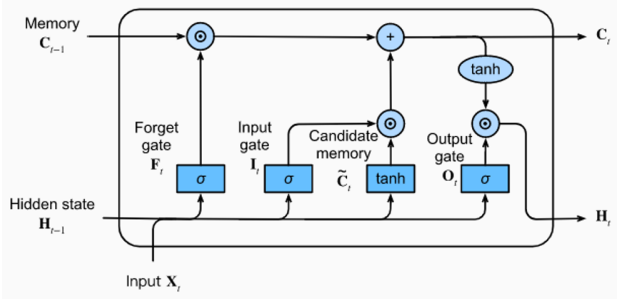 Memory
C_{t-1}
⊙
+
C_t
tanh
Forget
gate
F_t
Input
gate
I_t
Candidate
memory
C̃_t
⊙
Output
gate
O_t
⊙
σ
σ
tanh
σ
Hidden state
H_{t-1}
H_t
Input X_t